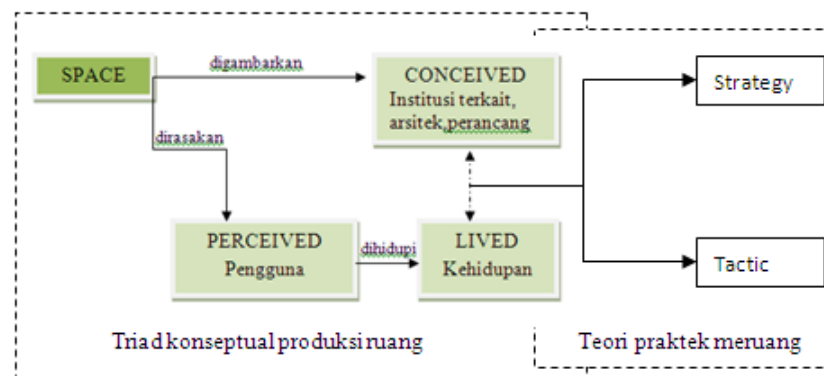 SPACE
digambarkan
CONCEIVED
Institusi terkait,
arsitek,perancang
Strategy
dirasakan
PERCEIVED
Pengguna
dihidupi
LIVED
Kehidupan
Tactic
Triad konseptual produksi ruang
Teori praktek meruang